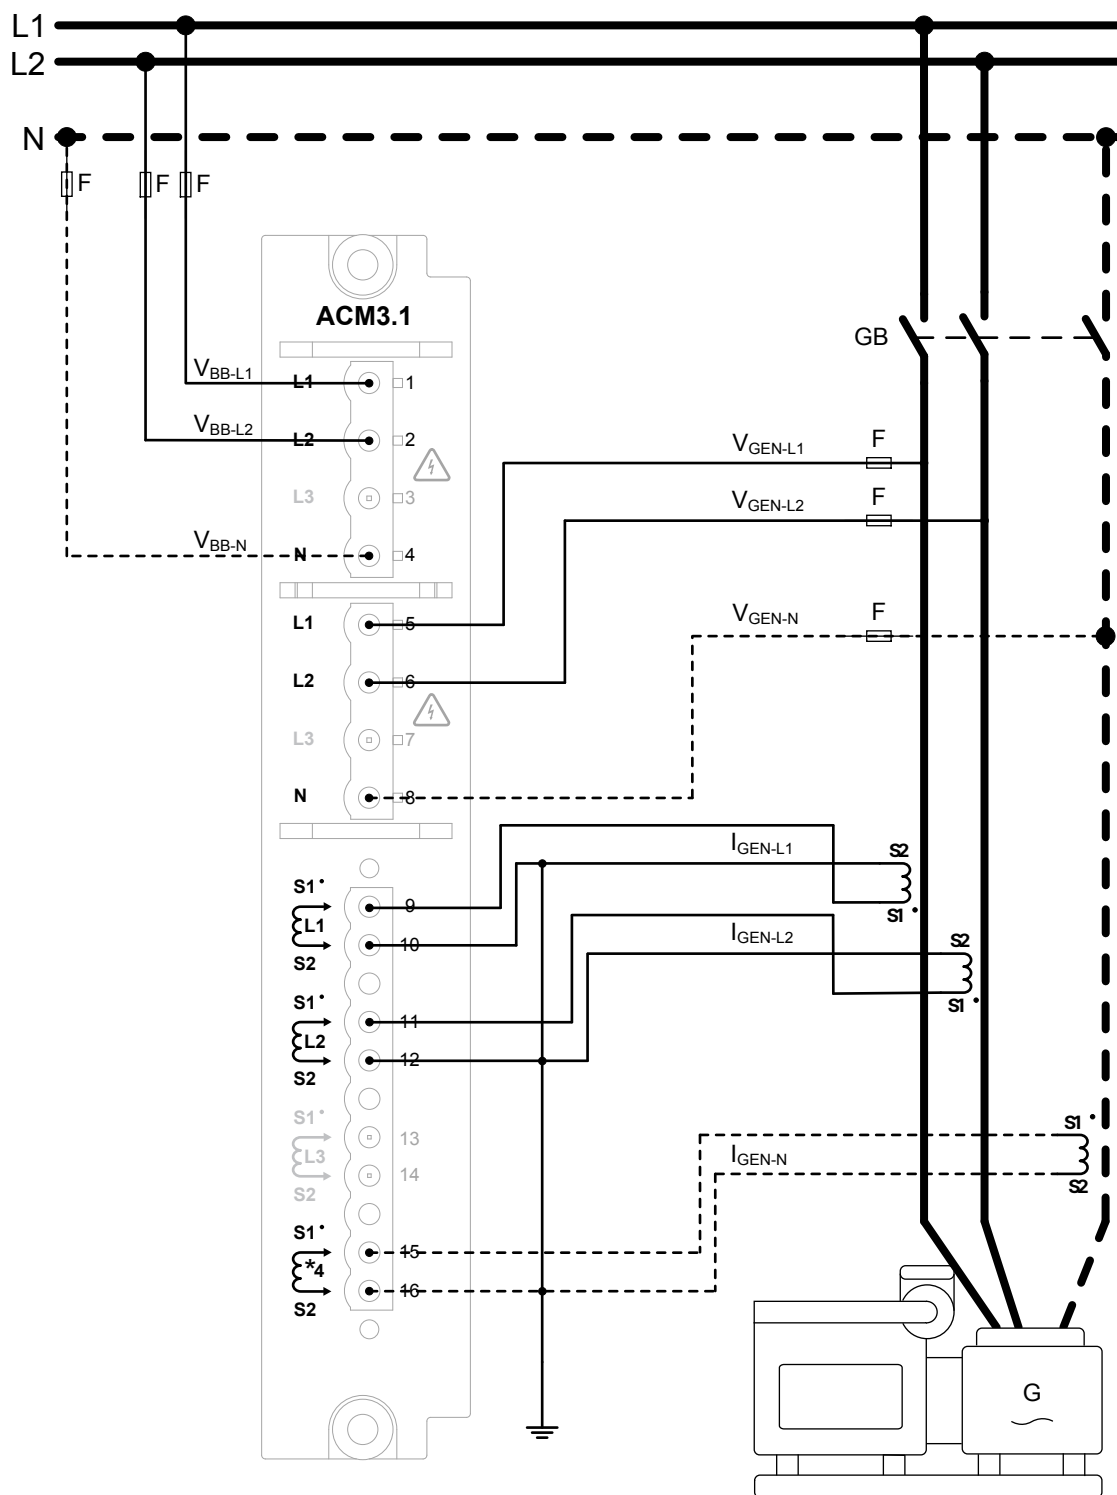 L1
L2
N
F F F
ACM3.1
GB
VBB-L1 L1 1
VBB-L2 L2 2
VGEN-L1 F
L3 3
VGEN-L2 F
VBB-N N 4
L1 5
VGEN-N F
L2 6
L3 7
N 8
IGEN-L1 S2
S1• 9
L1
S1•
10
S2
IGEN-L2 S2
S1• 11
S1•
L2
12
S2
S1• 13
S1•
L3
IGEN-N
14
S2
S2
S1• 15
*4
16
S2
G